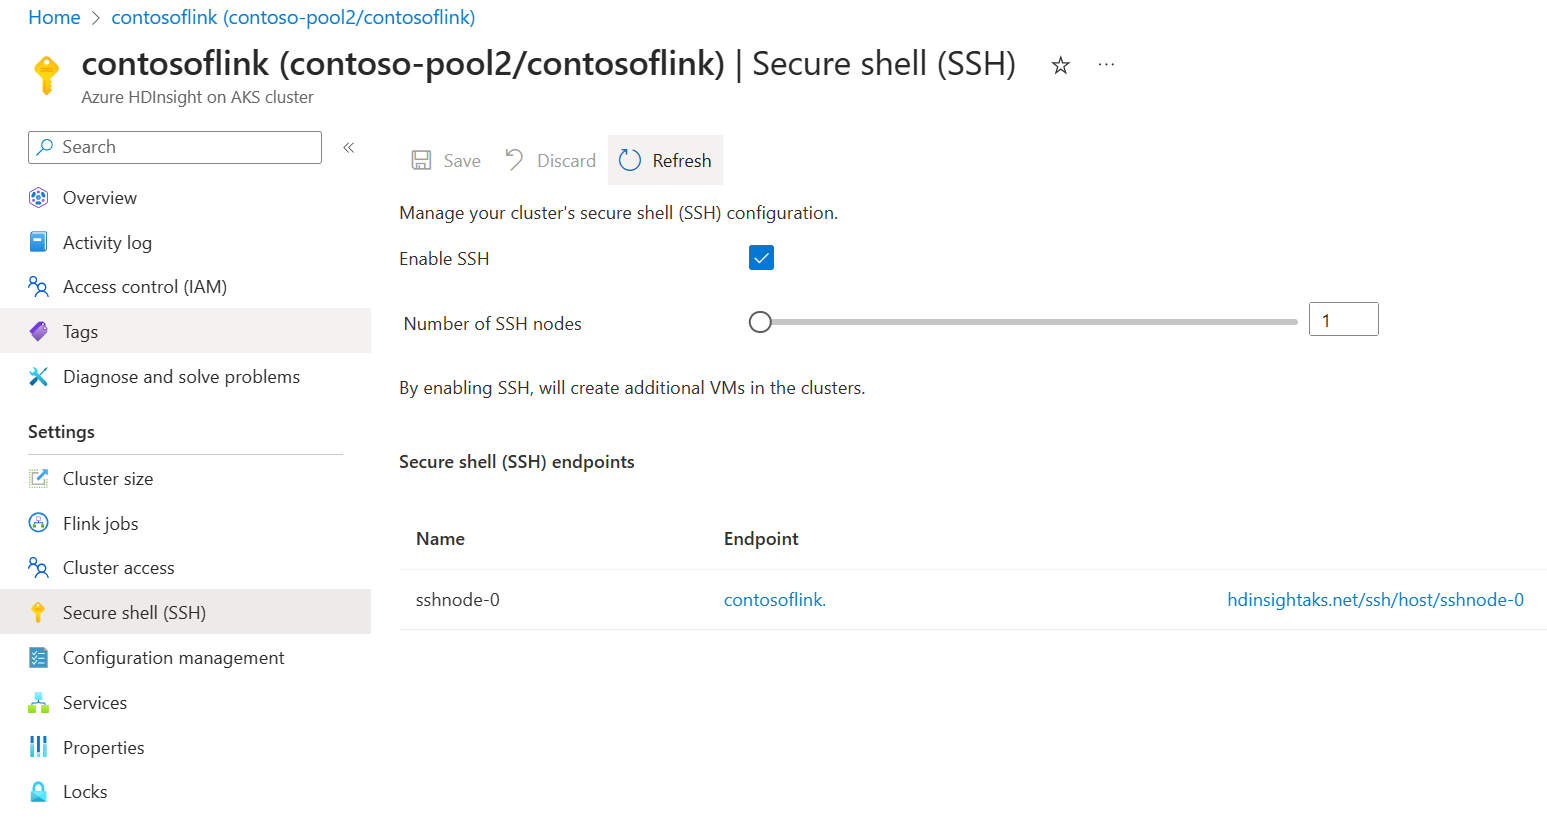 Home > contosoflink (contoso-pool2/contosoflink)
contosoflink (contoso-pool2/contosoflink) | Secure shell (SSH)
Azure HDInsight on AKS cluster
Search
Overview
Activity log
Access control (IAM)
Tags
Diagnose and solve problems
Settings
Cluster size
Flink jobs
Cluster access
Secure shell (SSH)
Configuration management
Services
Properties
Locks
Save Discard Refresh
Manage your cluster's secure shell (SSH) configuration.
Enable SSH
Number of SSH nodes 1
By enabling SSH, will create additional VMs in the clusters.
Secure shell (SSH) endpoints
Name Endpoint
sshnode-0 contosoflink. hdinsightaks.net/ssh/host/sshnode-0